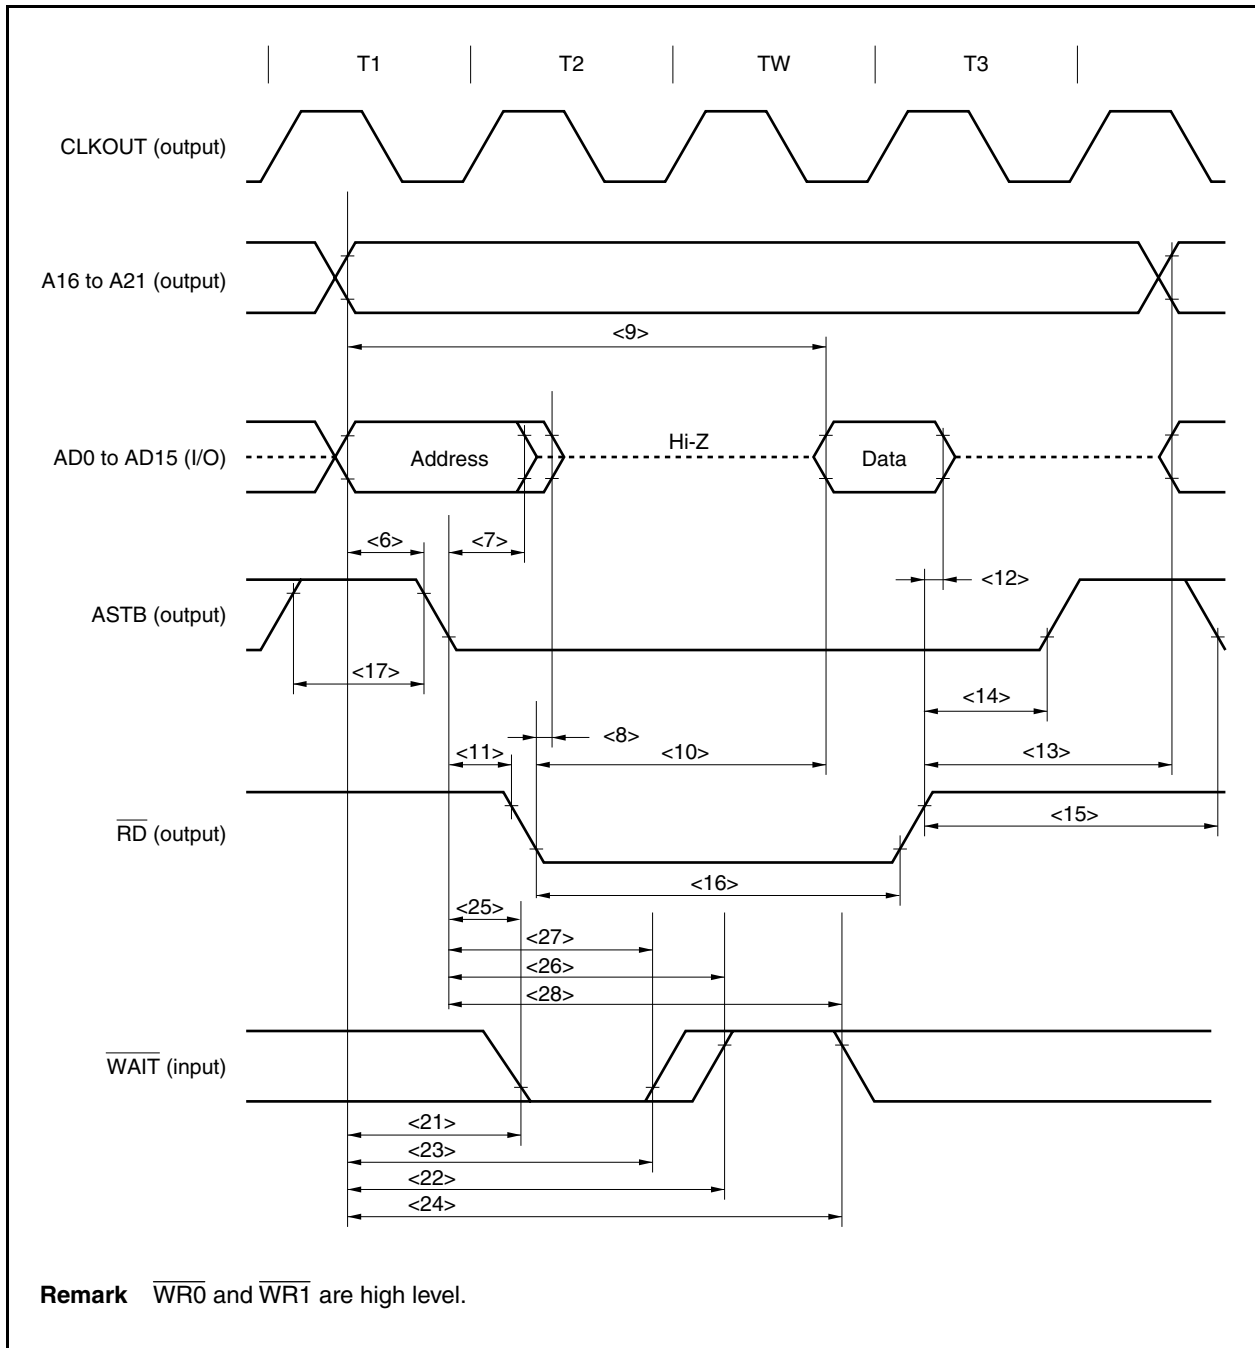 T1 T2 TW T3
CLKOUT (output)
A16 to A21 (output)
<9>
Hi-Z
AD0 to AD15 (I/O) Address Data
<6> <7>
<12>
ASTB (output)
<17>
<14>
<8>
<11> <10> <13>
<15>
RD (output)
<16>
<25>
<27>
<26>
<28>
WAIT (input)
<21>
<23>
<22>
<24>
Remark WR0 and WR1 are high level.